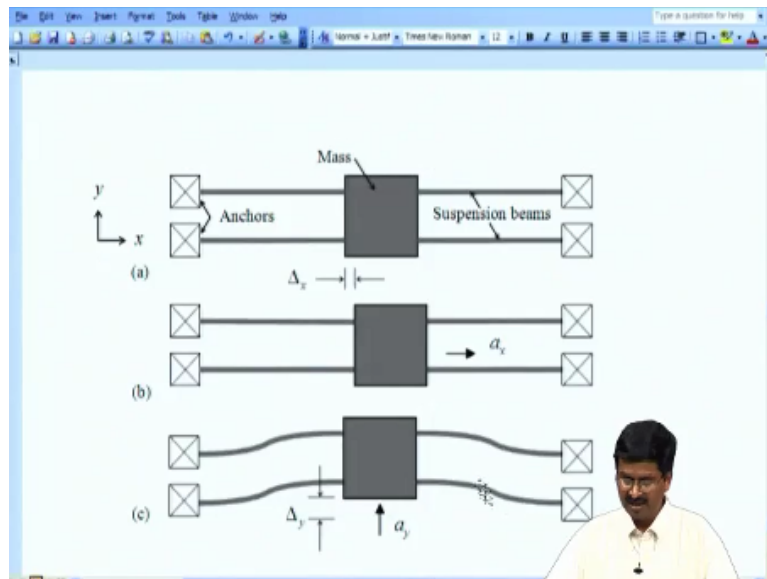 File Edit View Insert Format Tools Table Window Help
Type a question for help
Normal + Justif Times New Roman 12 B I U
Mass
y
Anchors
Suspension beams
x
(a)
Δx
ax
(b)
(c)
Δy
ay